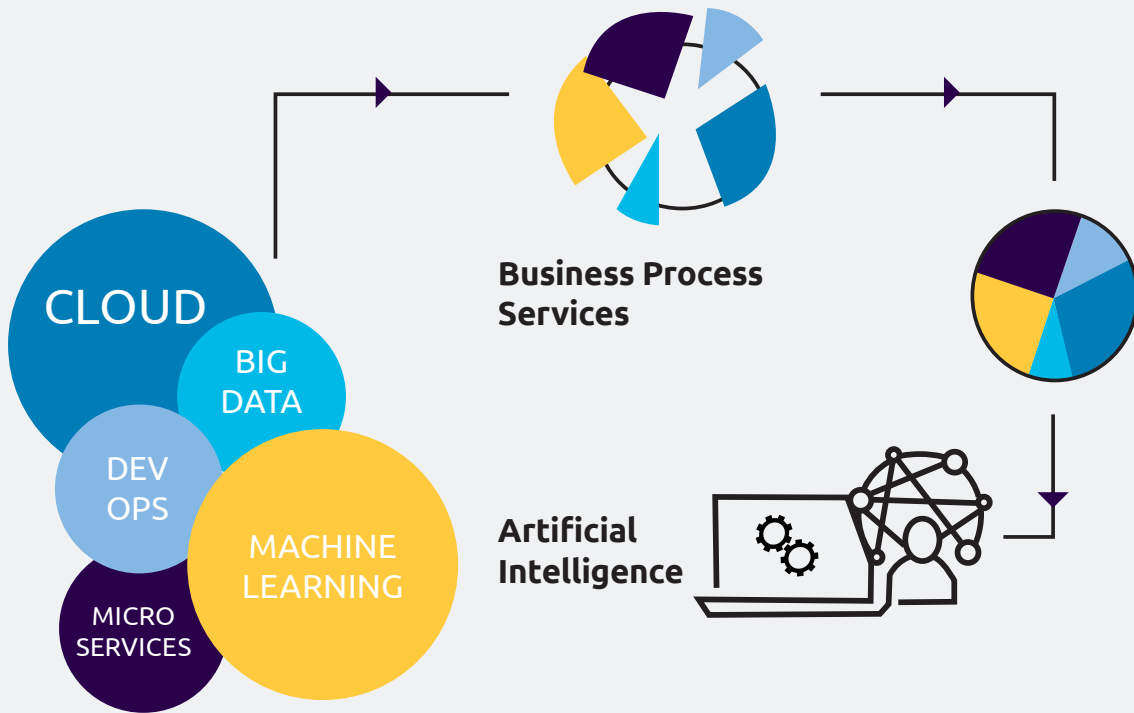 CLOUD
BIG
DATA
DEV
OPS
MACHINE
LEARNING
MICRO
SERVICES
Business Process
Services
Artificial
Intelligence